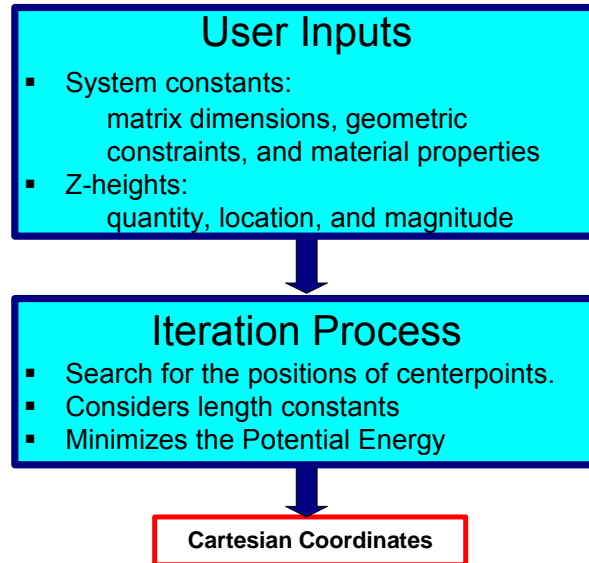 User Inputs
▪ System constants:
matrix dimensions, geometric
constraints, and material properties
▪ Z-heights:
quantity, location, and magnitude
Iteration Process
▪ Search for the positions of centerpoints.
▪ Considers length constants
▪ Minimizes the Potential Energy
Cartesian Coordinates